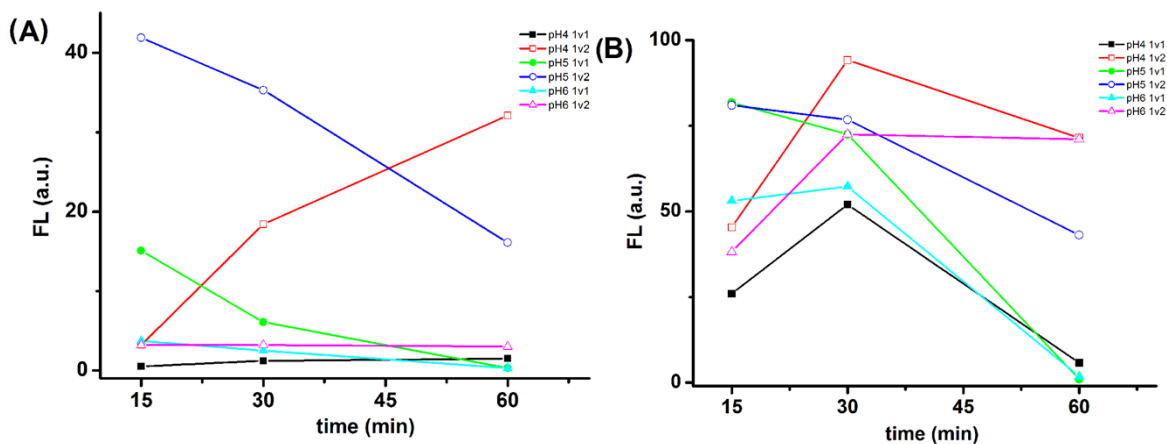 (A)
40
20
0
FL (a.u.)
15 30 45 60
time (min)
pH4 1v1
pH4 1v2
pH5 1v1
pH5 1v2
pH6 1v1
pH6 1v2
(B)
100
50
0
FL (a.u.)
15 30 45 60
time (min)
pH4 1v1
pH4 1v2
pH5 1v1
pH5 1v2
pH6 1v1
pH6 1v2